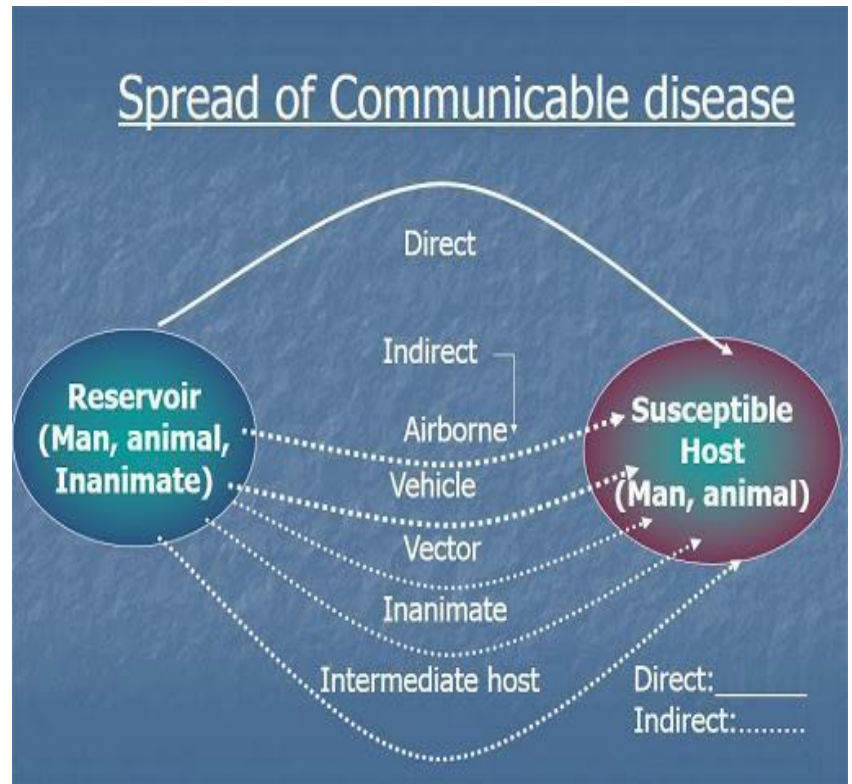 Spread of Communicable disease
Direct
Indirect
Reservoir
(Man, animal,
Inanimate)
Airborne
Vehicle
Vector
Inanimate
Intermediate host
Susceptible
Host
(Man, animal)
Direct:_______
Indirect:.........